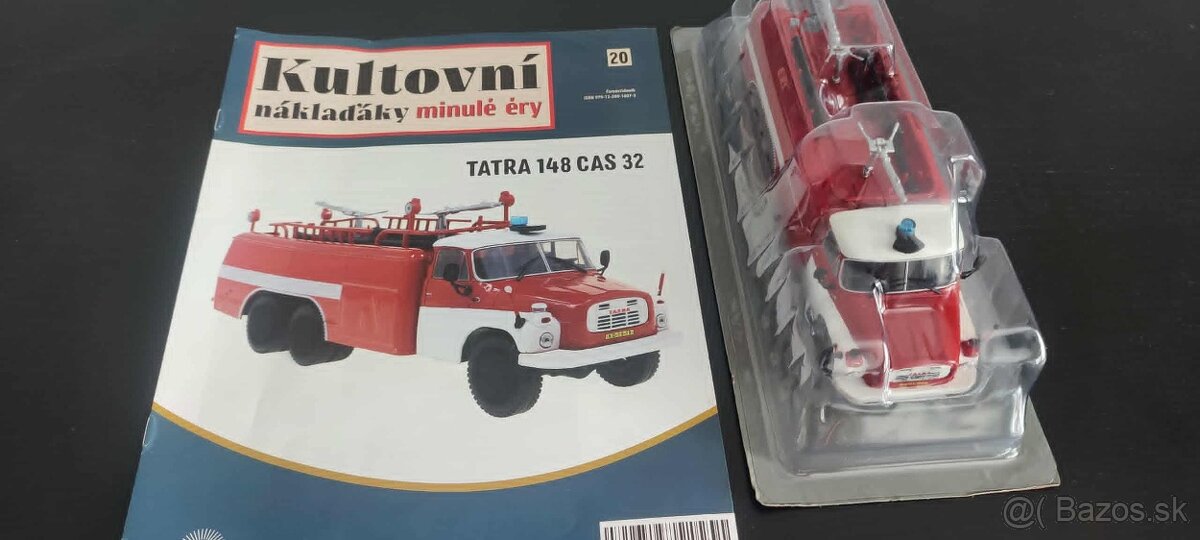 Kultovní
náklaďáky minulé éry
20
TATRA 148 CAS 32
TATRA
@( Bazos.sk